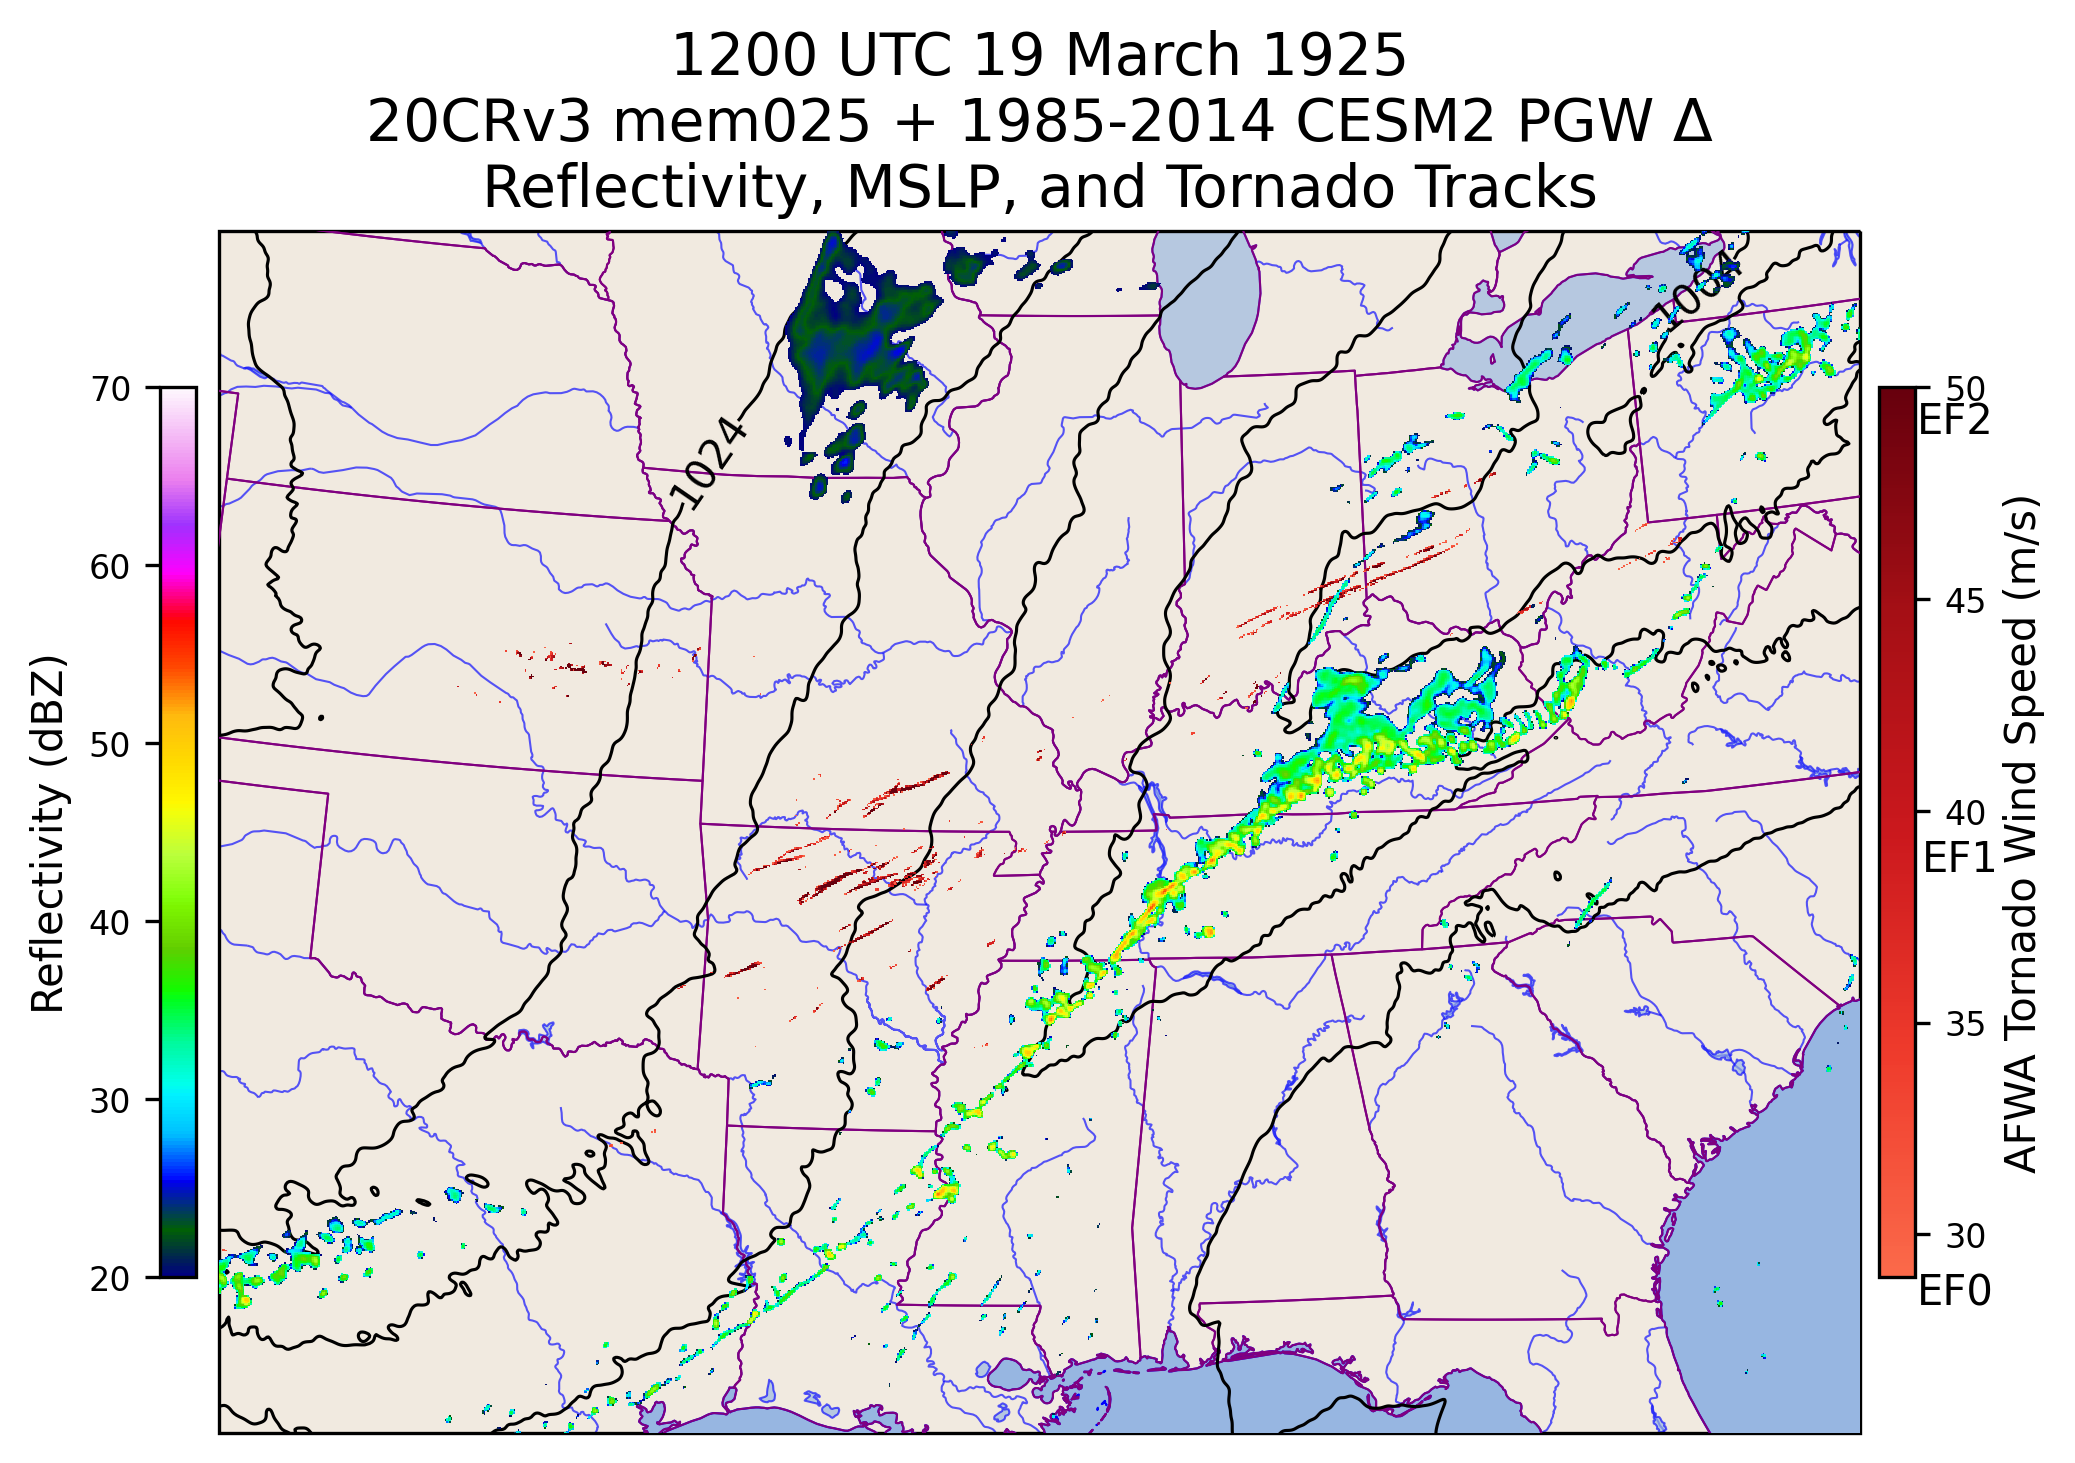 1200 UTC 19 March 1925
20CRv3 mem025 + 1985-2014 CESM2 PGW Δ
Reflectivity, MSLP, and Tornado Tracks
Reflectivity (dBZ)
70
60
50
40
30
20
1024
1004
50
EF2
45
40
EF1
35
30
EF0
AFWA Tornado Wind Speed (m/s)